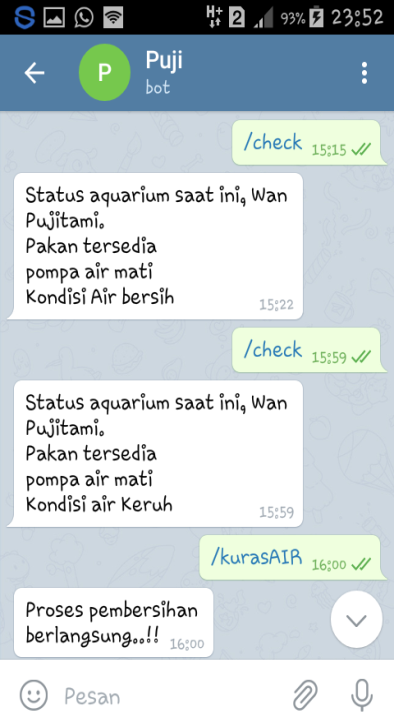 H+ 2 93% 23:52
P Puji
bot
/check 15:15
Status aquarium saat ini, Wan
Pujitami.
Pakan tersedia
pompa air mati
Kondisi Air bersih 15:22
/check 15:59
Status aquarium saat ini, Wan
Pujitami.
Pakan tersedia
pompa air mati
Kondisi air Keruh 15:59
/kurasAIR 16:00
Proses pembersihan
berlangsung..!! 16:00
Pesan